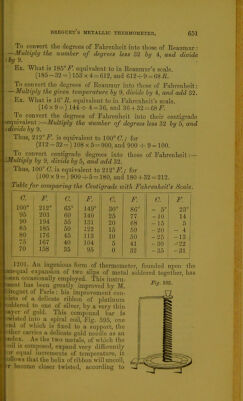 BREGUET'S METALLIC THERMOMETER. 651
To convert the degrees of Fahrenheit into those of Reaumur:
—Multiply the number of degrees less 32 by 4, and divide
by 9.
Ex. What is 185° F. equivalent to in Reaumur's scale.
(185−32=) 153×4=612, and 612÷9=68 R.
To convert the degrees of Reaumur into those of Fahrenheit:
—Multiply the given temperature by 9, divide by 4, and add 32.
Ex. What is 16° R. equivalent to in Fahrenheit's scale.
(16×9=) 144÷4=36, and 36+32=68 F.
To convert the degrees of Fahrenheit into their centigrade
equivalent:—Multiply the number of degrees less 32 by 5, and
divide by 9.
Thus, 212° F. is equivalent to 100° C.; for
(212−32=) 180×5=900, and 900÷9=100.
To convert centigrade degrees into those of Fahrenheit:—
Multiply by 9, divide by 5, and add 32.
Thus, 100° C. is equivalent to 212° F.; for
(100×9=) 900÷5=180, and 180+32=212.
Table for comparing the Centigrade with Fahrenheit's Scale.
C. F. C. F. C. F. C. F.
100° 212° 65° 149° 30° 86° − 5° 23°
95 203 60 140 25 77 −10 14
90 194 55 131 20 68 −15 5
85 185 50 122 15 59 −20 − 4
80 176 45 113 10 50 −25 −13
75 167 40 104 5 41 −30 −22
70 158 35 95 0 32 −35 −31
1201. An ingenious form of thermometer, founded upon the
unequal expansion of two slips of metal soldered together, has
been occasionally employed. This instru-
ment has been greatly improved by M.
Breguet of Paris: his improvement con-
sists of a delicate ribbon of platinum
soldered to one of silver, by a very thin
layer of gold. This compound bar is
twisted into a spiral coil, Fig. 595, one
end of which is fixed to a support, the
other carries a delicate gold needle as an
index. As the two metals, of which the
coil is composed, expand very differently
for equal increments of temperature, it
follows that the helix of ribbon will uncoil,
or become closer twisted, according to
Fig. 595.